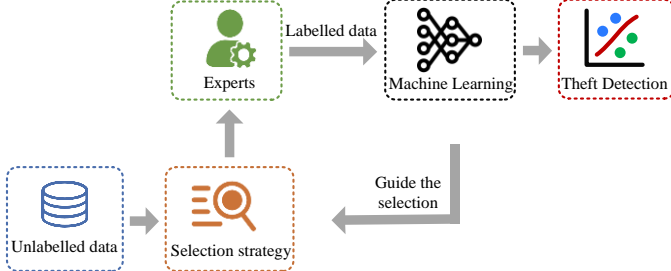 Labelled data
Experts
Machine Learning
Theft Detection
Guide the
selection
Unlabelled data
Selection strategy